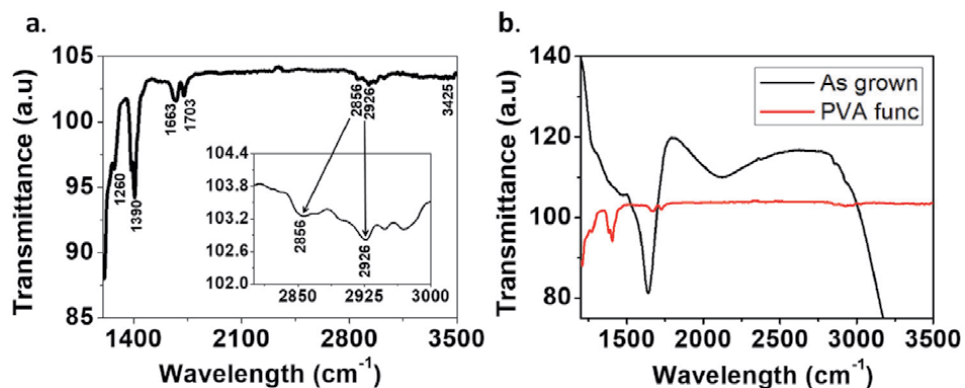 a.
Transmittance (a.u)
105
100
95
90
85
1260
1390
1663
1703
2856
2926
3425
104.4
103.8
103.2
102.6
102.0
2856
2926
2850 2925 3000
1400 2100 2800 3500
Wavelength (cm-1)
b.
Transmittance (a.u)
140
120
100
80
As grown
PVA func
1500 2000 2500 3000 3500
Wavelength (cm-1)